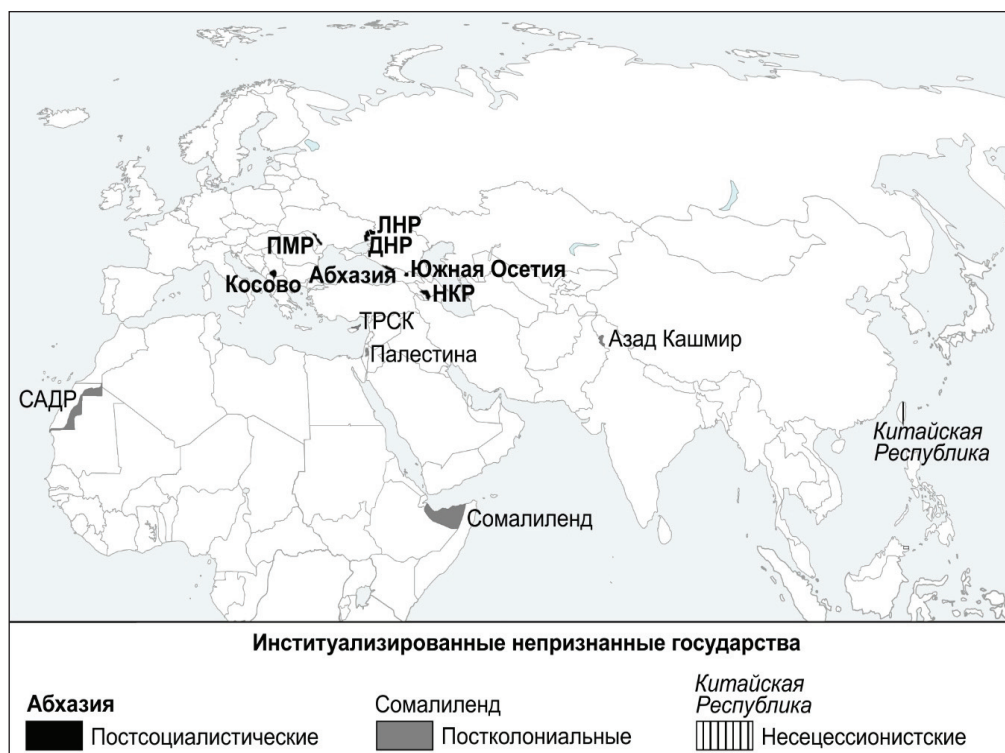 ЛНР
ПМР
ДНР
Косово
Абхазия
Южная Осетия
НКР
ТРСК
Палестина
Азад Кашмир
САДР
Китайская
Республика
Сомалиленд
Институализированные непризнанные государства
Абхазия
Постсоциалистические
Сомалиленд
Постколониальные
Китайская
Республика
Несецессионистские